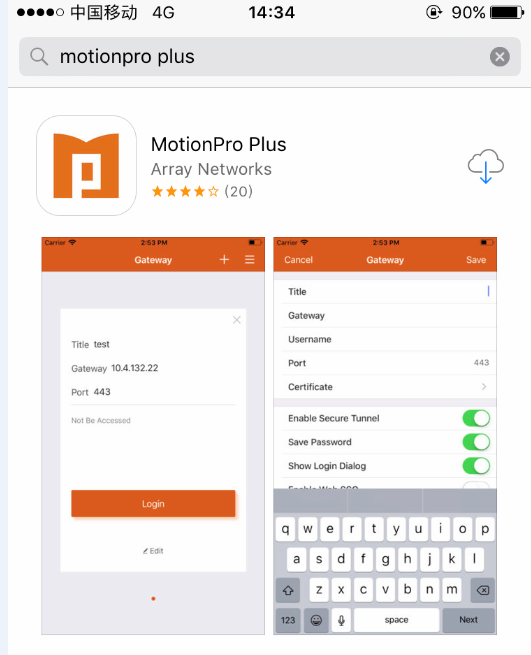 中国移动 4G 14:34 90%
motionpro plus
MotionPro Plus
Array Networks
(20)
Carrier 2:53 PM
Gateway
Title test
Gateway 10.4.132.22
Port 443
Not Be Accessed
Login
Edit
Carrier 2:53 PM
Cancel Gateway Save
Title
Gateway
Username
Port 443
Certificate
Enable Secure Tunnel
Save Password
Show Login Dialog
Enable Web SSO
q w e r t y u i o p
a s d f g h j k l
z x c v b n m
123 space Next